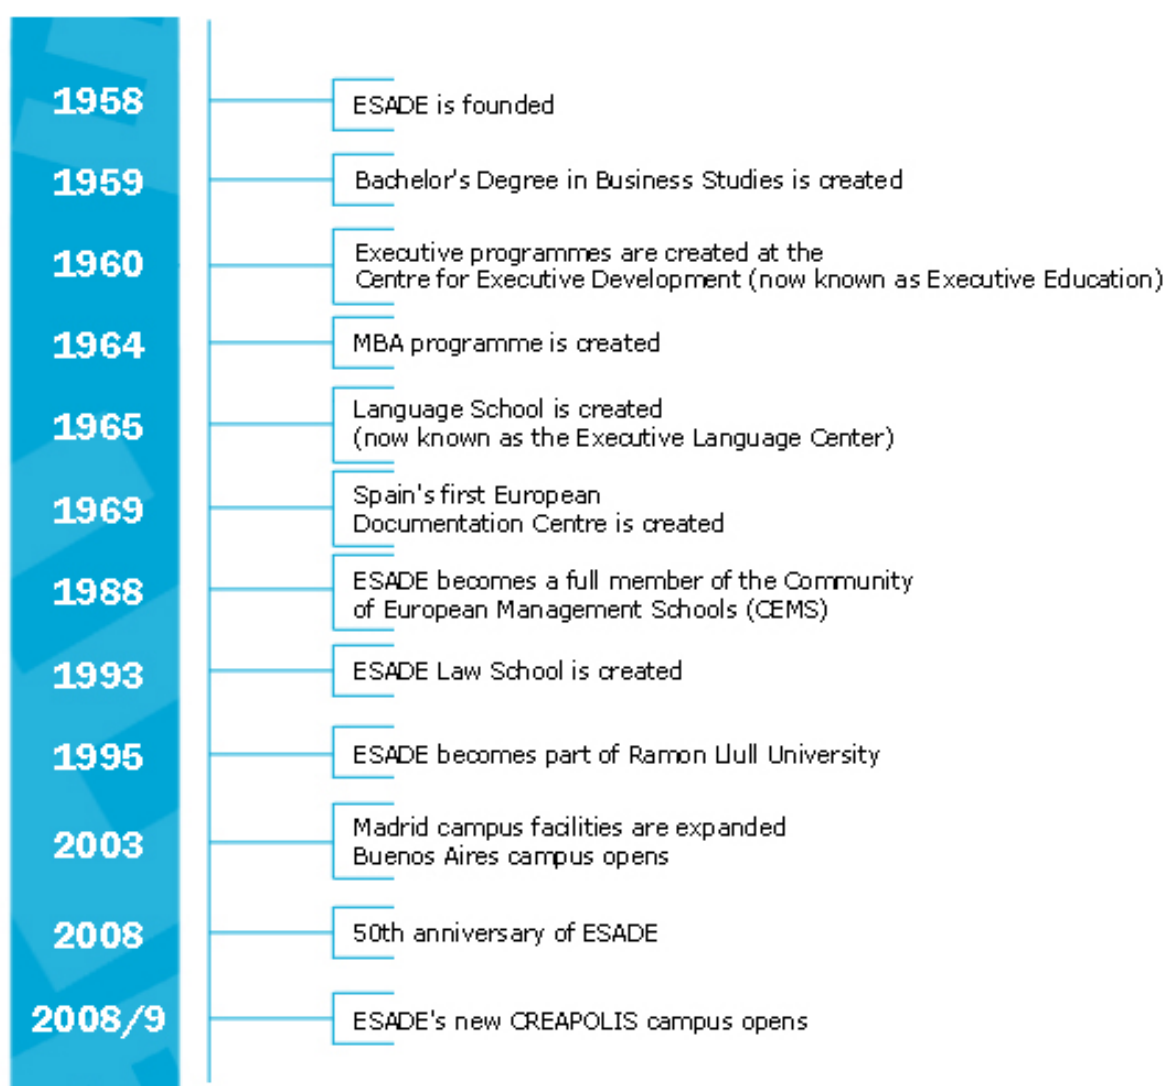 1958
ESADE is founded
1959
Bachelor's Degree in Business Studies is created
1960
Executive programmes are created at the
Centre for Executive Development (now known as Executive Education)
1964
MBA programme is created
1965
Language School is created
(now known as the Executive Language Center)
1969
Spain's first European
Documentation Centre is created
1988
ESADE becomes a full member of the Community
of European Management Schools (CEMS)
1993
ESADE Law School is created
1995
ESADE becomes part of Ramon Llull University
2003
Madrid campus facilities are expanded
Buenos Aires campus opens
2008
50th anniversary of ESADE
2008/9
ESADE's new CREAPOLIS campus opens